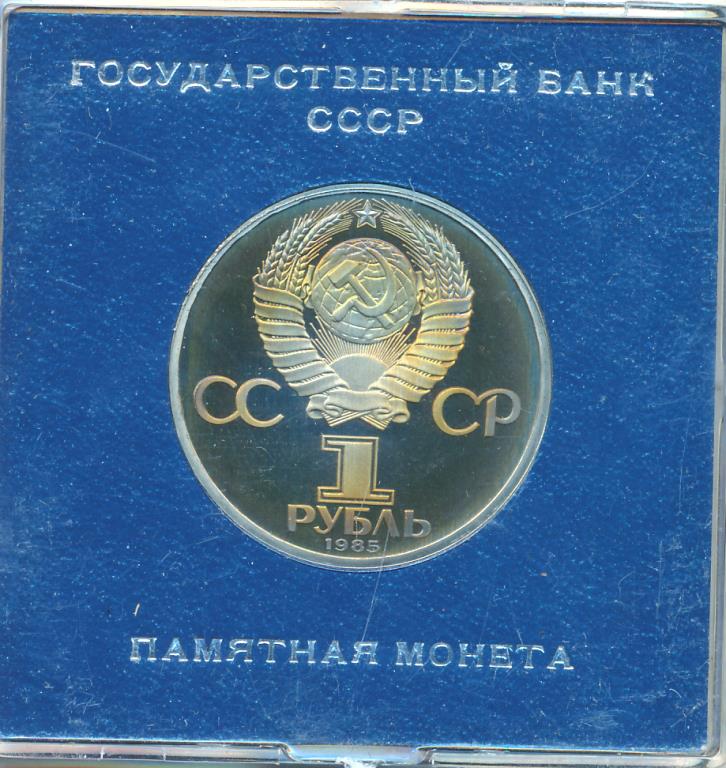 ГОСУДАРСТВЕННЫЙ БАНК
СССР
СС СР
1
РУБЛЬ
1985
ПАМЯТНАЯ МОНЕТА